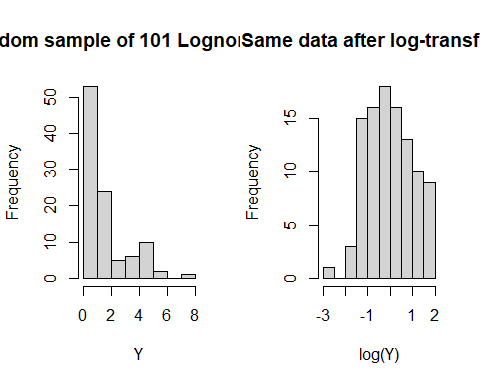 dom sample of 101 Lognor
Same data after log-transf
Frequency
0 10 20 30 40 50
0 2 4 6 8
Y
Frequency
0 5 10 15
-3 -1 1 2
log(Y)